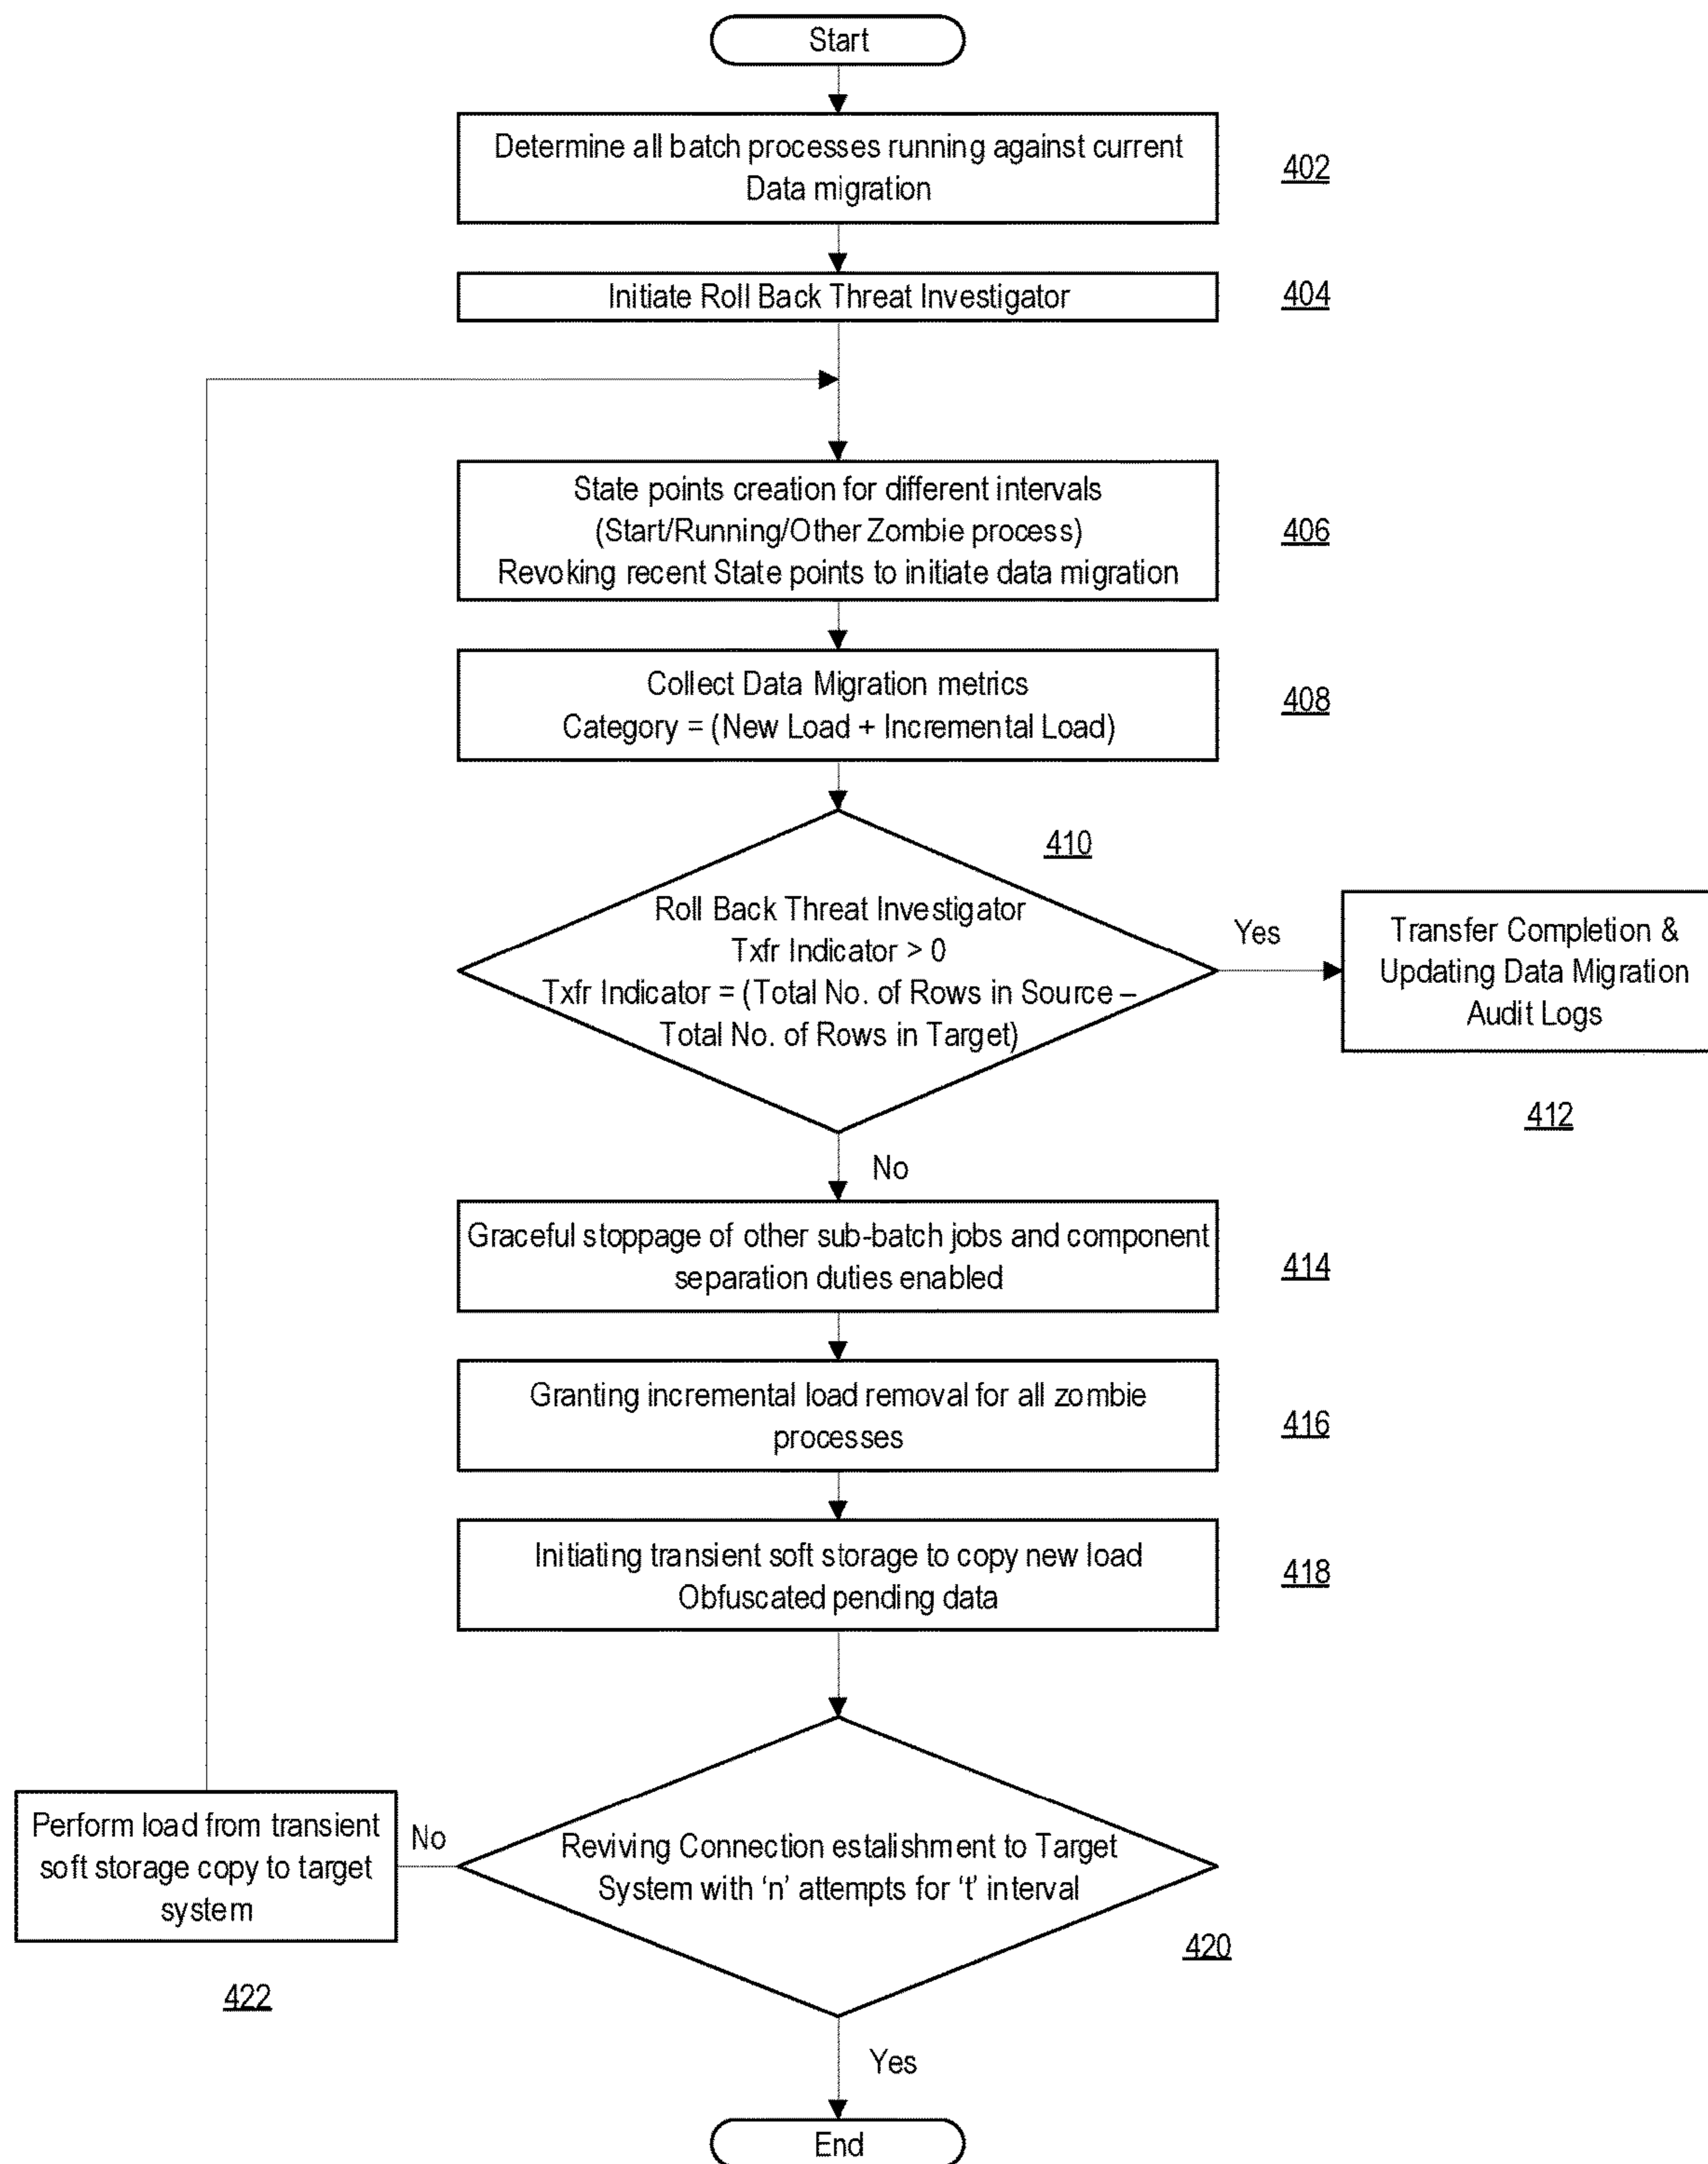 Start
Determine all batch processes running against current
Data migration
402
Initiate Roll Back Threat Investigator
404
State points creation for different intervals
(Start/Running/Other Zombie process)
Revoking recent State points to initiate data migration
406
Collect Data Migration metrics
Category = (New Load + Incremental Load)
408
410
Roll Back Threat Investigator
Txfr Indicator > 0
Txfr Indicator = (Total No. of Rows in Source –
Total No. of Rows in Target)
Yes
Transfer Completion &
Updating Data Migration
Audit Logs
412
No
Graceful stoppage of other sub-batch jobs and component
separation duties enabled
414
Granting incremental load removal for all zombie
processes
416
Initiating transient soft storage to copy new load
Obfuscated pending data
418
Perform load from transient
soft storage copy to target
system
422
No
Reviving Connection estalishment to Target
System with ‘n’ attempts for ‘t’ interval
420
Yes
End